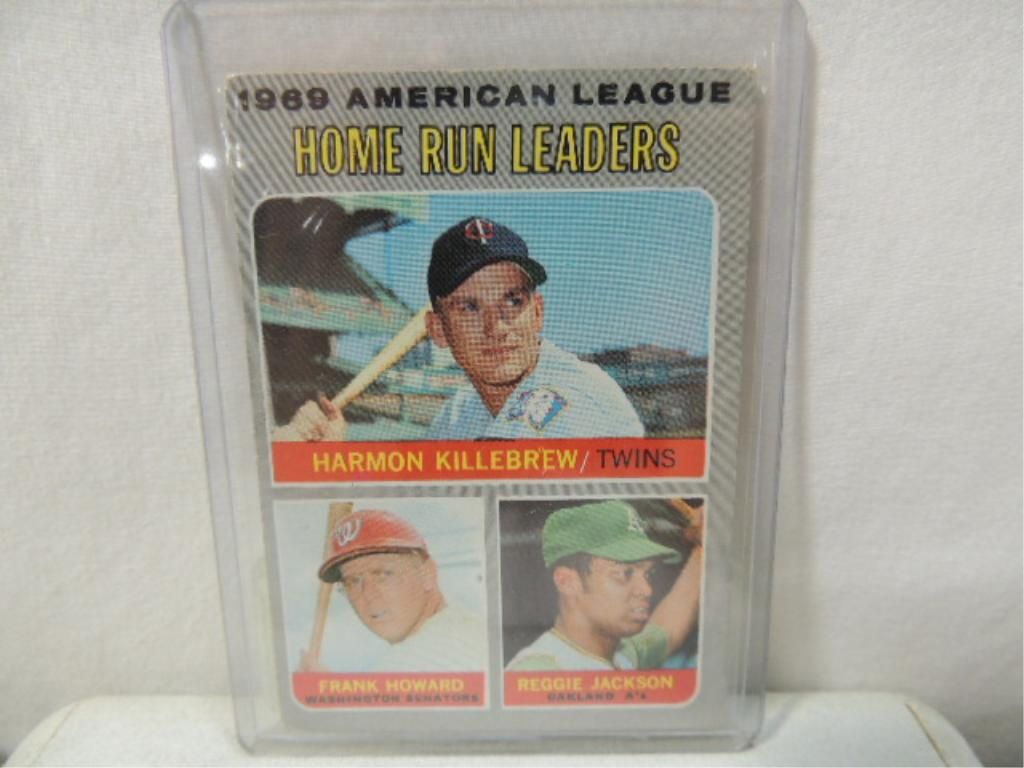 1969 AMERICAN LEAGUE
HOME RUN LEADERS
HARMON KILLEBREW / TWINS
FRANK HOWARD
WASHINGTON SENATORS
REGGIE JACKSON
OAKLAND A's